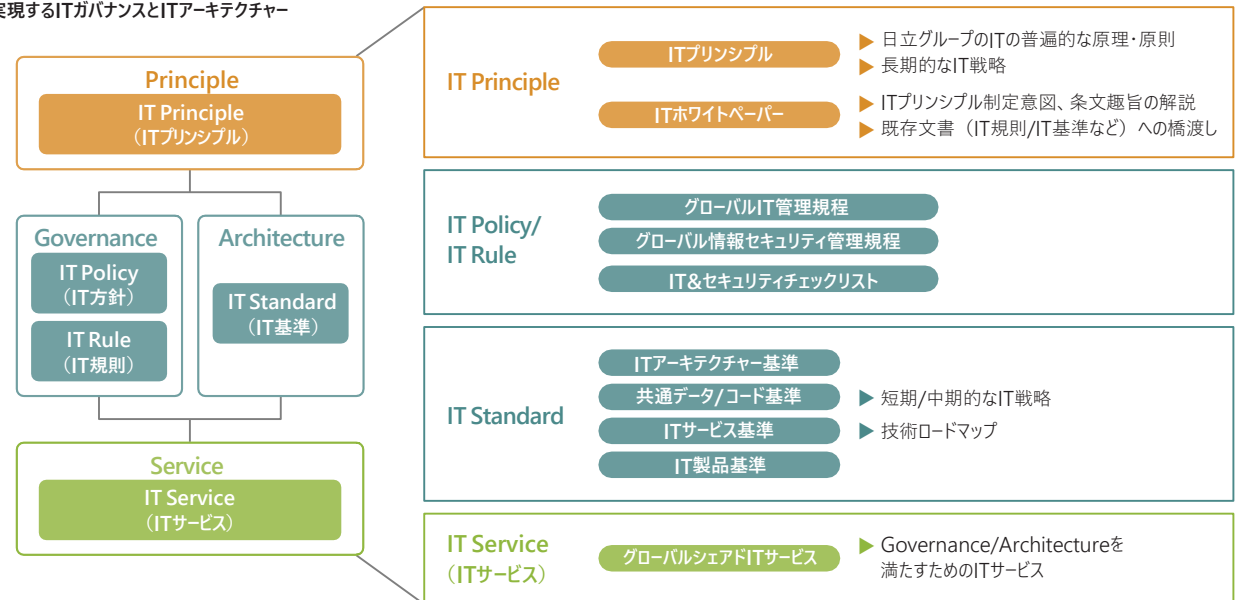 実現するITガバナンスとITアーキテクチャー
Principle
IT Principle
（ITプリンシプル）
Governance
IT Policy
（IT方針）
IT Rule
（IT規則）
Architecture
IT Standard
（IT基準）
Service
IT Service
（ITサービス）
IT Principle
ITプリンシプル
▶ 日立グループのITの普遍的な原理・原則
▶ 長期的なIT戦略
ITホワイトペーパー
▶ ITプリンシプル制定意図、条文趣旨の解説
▶ 既存文書（IT規則/IT基準など）への橋渡し
IT Policy/
IT Rule
グローバルIT管理規程
グローバル情報セキュリティ管理規程
IT&セキュリティチェックリスト
IT Standard
ITアーキテクチャー基準
共通データ/コード基準
ITサービス基準
IT製品基準
▶ 短期/中期的なIT戦略
▶ 技術ロードマップ
IT Service
（ITサービス）
グローバルシェアドITサービス
▶ Governance/Architectureを
満たすためのITサービス